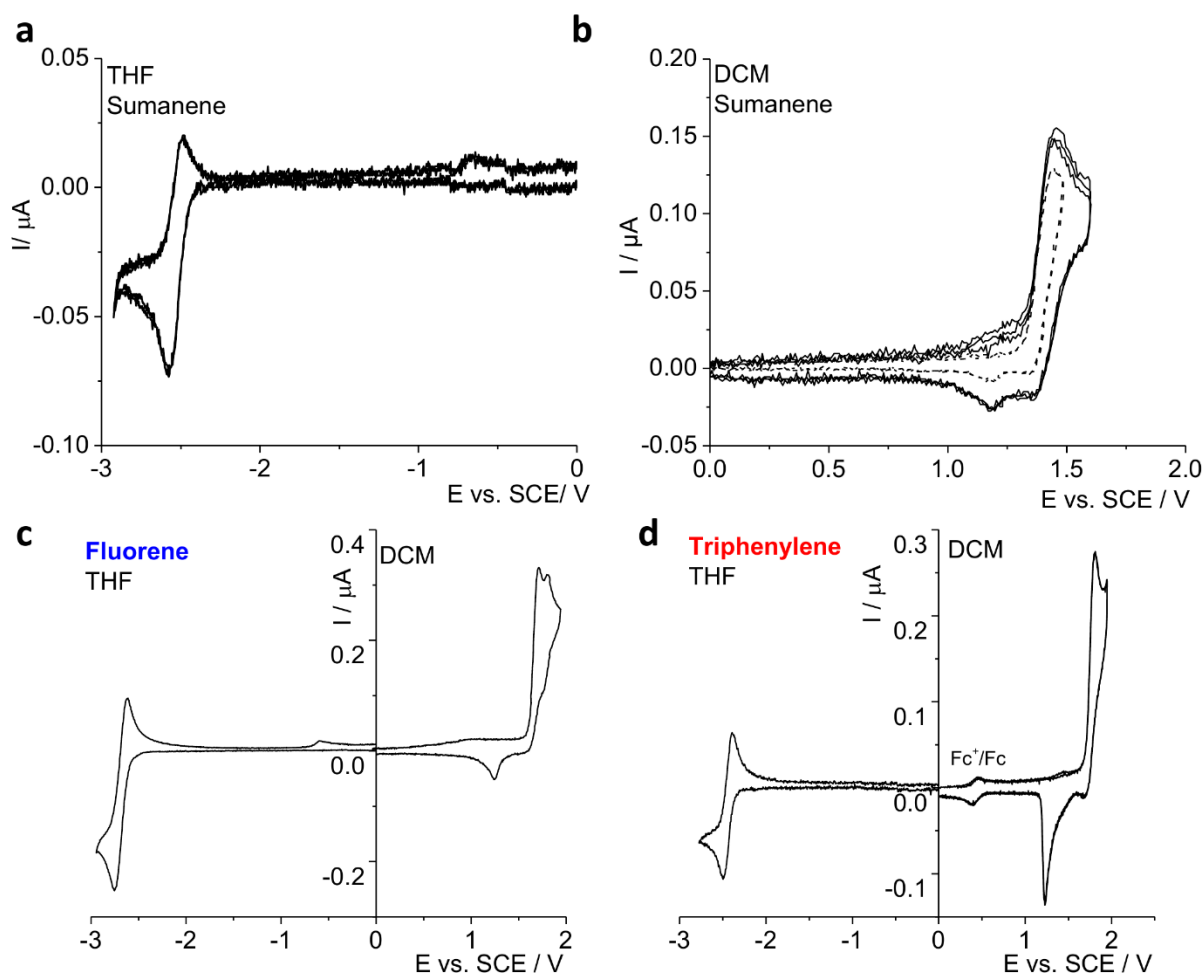 a
THF
Sumanene
0.05
0.00
-0.05
-0.10
I/ µA
-3
-2
-1
0
E vs. SCE/ V
b
DCM
Sumanene
0.20
0.15
0.10
0.05
0.00
-0.05
I / µA
0.0
0.5
1.0
1.5
2.0
E vs. SCE / V
c
Fluorene
THF
DCM
0.4
0.2
0.0
-0.2
I / µA
-3
-2
-1
0
1
2
E vs. SCE / V
d
Triphenylene
THF
DCM
0.3
0.2
0.1
0.0
-0.1
I / µA
Fc⁺/Fc
-3
-2
-1
0
1
2
E vs. SCE / V